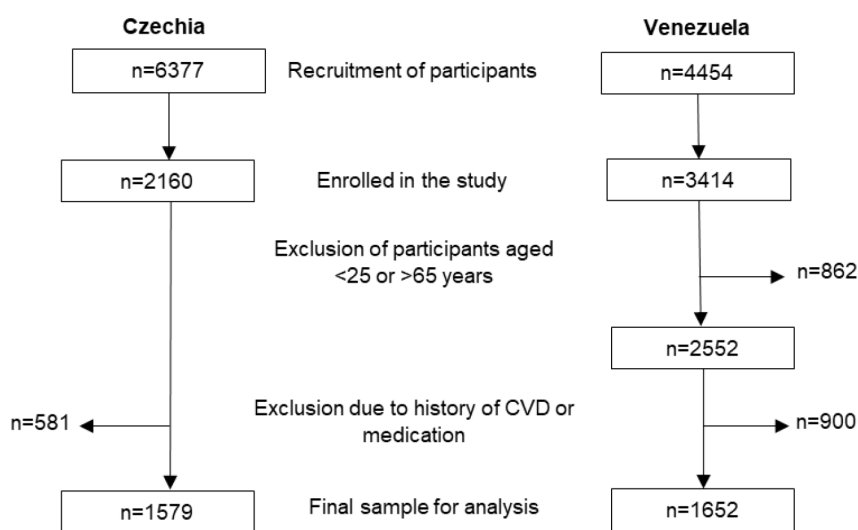 Czechia
Venezuela
n=6377
Recruitment of participants
n=4454
n=2160
Enrolled in the study
n=3414
Exclusion of participants aged
<25 or >65 years
n=862
n=2552
n=581
Exclusion due to history of CVD or
medication
n=900
n=1579
Final sample for analysis
n=1652